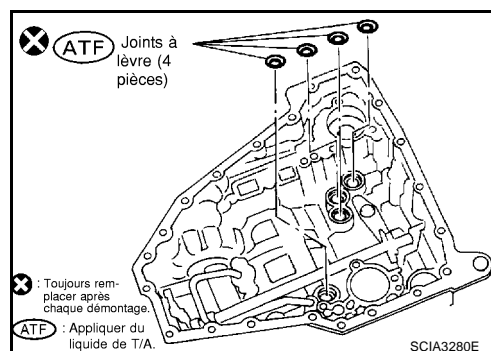 ATF
Joints à
lèvre (4
pièces)
: Toujours rem-
placer après
chaque démontage.
ATF
: Appliquer du
liquide de T/A.
SCIA3280E